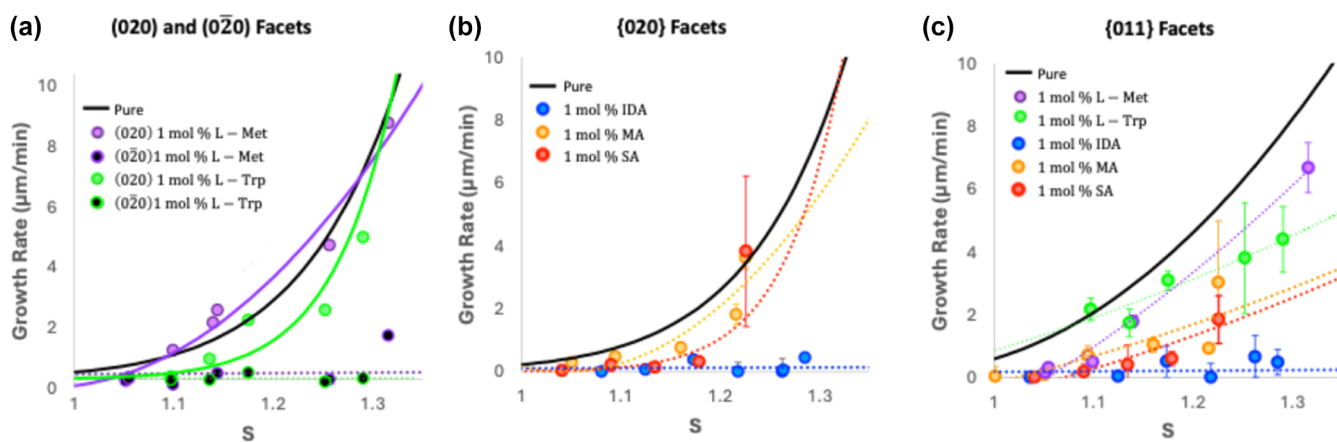 (a)
(020) and (02̅0) Facets
10
8
6
4
2
0
Growth Rate (μm/min)
Pure
(020) 1 mol % L − Met
(02̅0) 1 mol % L − Met
(020) 1 mol % L − Trp
(02̅0) 1 mol % L − Trp
1
1.1
1.2
1.3
S
(b)
{020} Facets
10
8
6
4
2
0
Growth Rate (μm/min)
Pure
1 mol % IDA
1 mol % MA
1 mol % SA
1
1.1
1.2
1.3
S
(c)
{011} Facets
10
8
6
4
2
0
Growth Rate (μm/min)
Pure
1 mol % L − Met
1 mol % L − Trp
1 mol % IDA
1 mol % MA
1 mol % SA
1
1.1
1.2
1.3
S